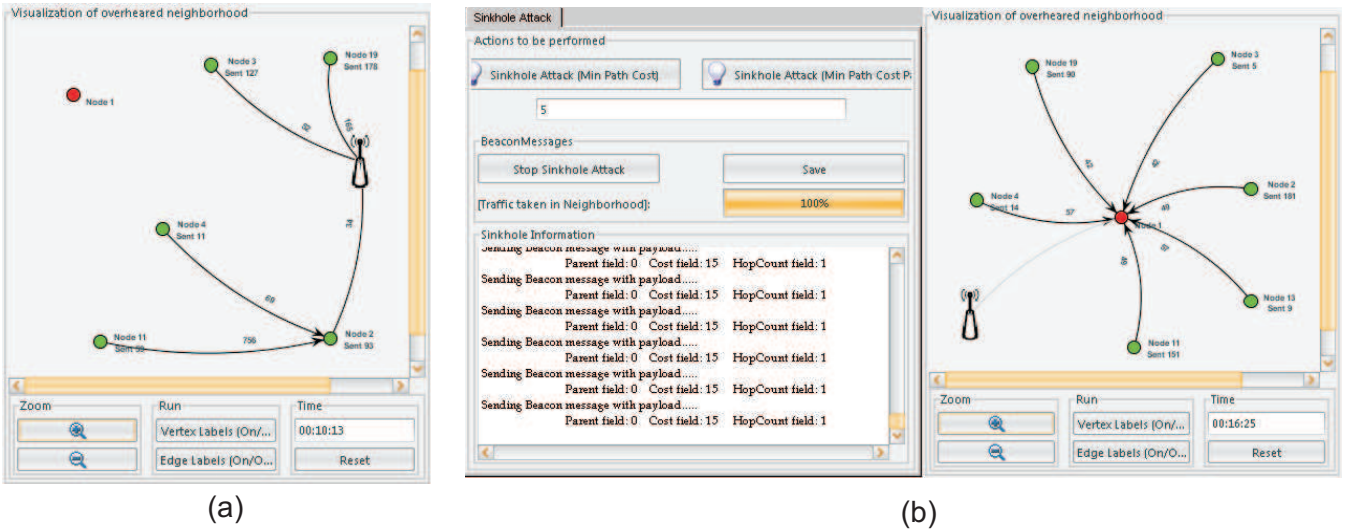 Visualization of overheared neighborhood
Node 3
Sent 127
Node 19
Sent 178
Node 1
165
Node 4
Sent 11
Node 11
756
Node 2
Sent 93
Zoom
Run
Time
Vertex Labels (On/...
00:10:13
Edge Labels (On/O...
Reset
(a)
Sinkhole Attack
Actions to be performed
Sinkhole Attack (Min Path Cost)
Sinkhole Attack (Min Path Cost P
5
BeaconMessages
Stop Sinkhole Attack
Save
[Traffic taken in Neighborhood]:
100%
Sinkhole Information
Sending Beacon message with payload.....
Parent field: 0 Cost field: 15 HopCount field: 1
Sending Beacon message with payload.....
Parent field: 0 Cost field: 15 HopCount field: 1
Sending Beacon message with payload.....
Parent field: 0 Cost field: 15 HopCount field: 1
Sending Beacon message with payload.....
Parent field: 0 Cost field: 15 HopCount field: 1
Sending Beacon message with payload.....
Parent field: 0 Cost field: 15 HopCount field: 1
Sending Beacon message with payload.....
Parent field: 0 Cost field: 15 HopCount field: 1
Visualization of overheared neighborhood
Node 19
Sent 90
Node 3
Sent 5
Node 4
Sent 14
57
Node 2
Sent 181
Node 1
Node 13
Sent 9
Node 11
Sent 151
Zoom
Run
Time
Vertex Labels (On/...
00:16:25
Edge Labels (On/O...
Reset
(b)